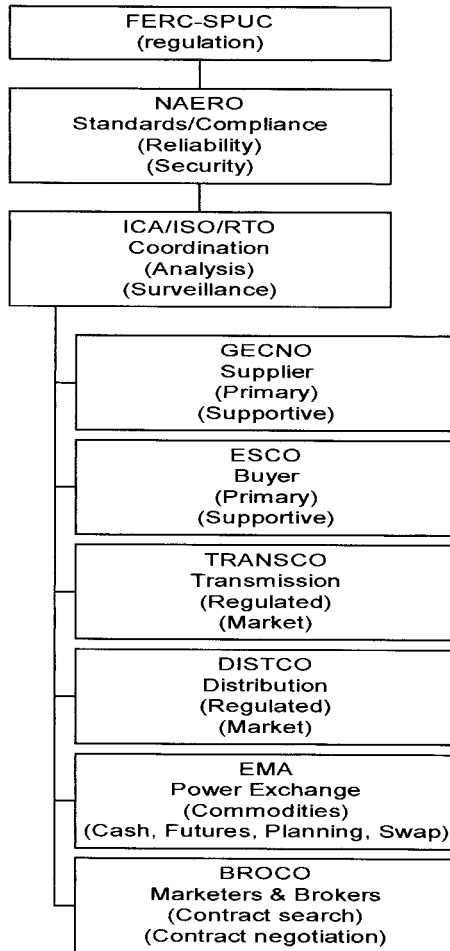 FERC-SPUC
(regulation)
NAERO
Standards/Compliance
(Reliability)
(Security)
ICA/ISO/RTO
Coordination
(Analysis)
(Surveillance)
GECNO
Supplier
(Primary)
(Supportive)
ESCO
Buyer
(Primary)
(Supportive)
TRANSCO
Transmission
(Regulated)
(Market)
DISTCO
Distribution
(Regulated)
(Market)
EMA
Power Exchange
(Commodities)
(Cash, Futures, Planning, Swap)
BROCO
Marketers & Brokers
(Contract search)
(Contract negotiation)